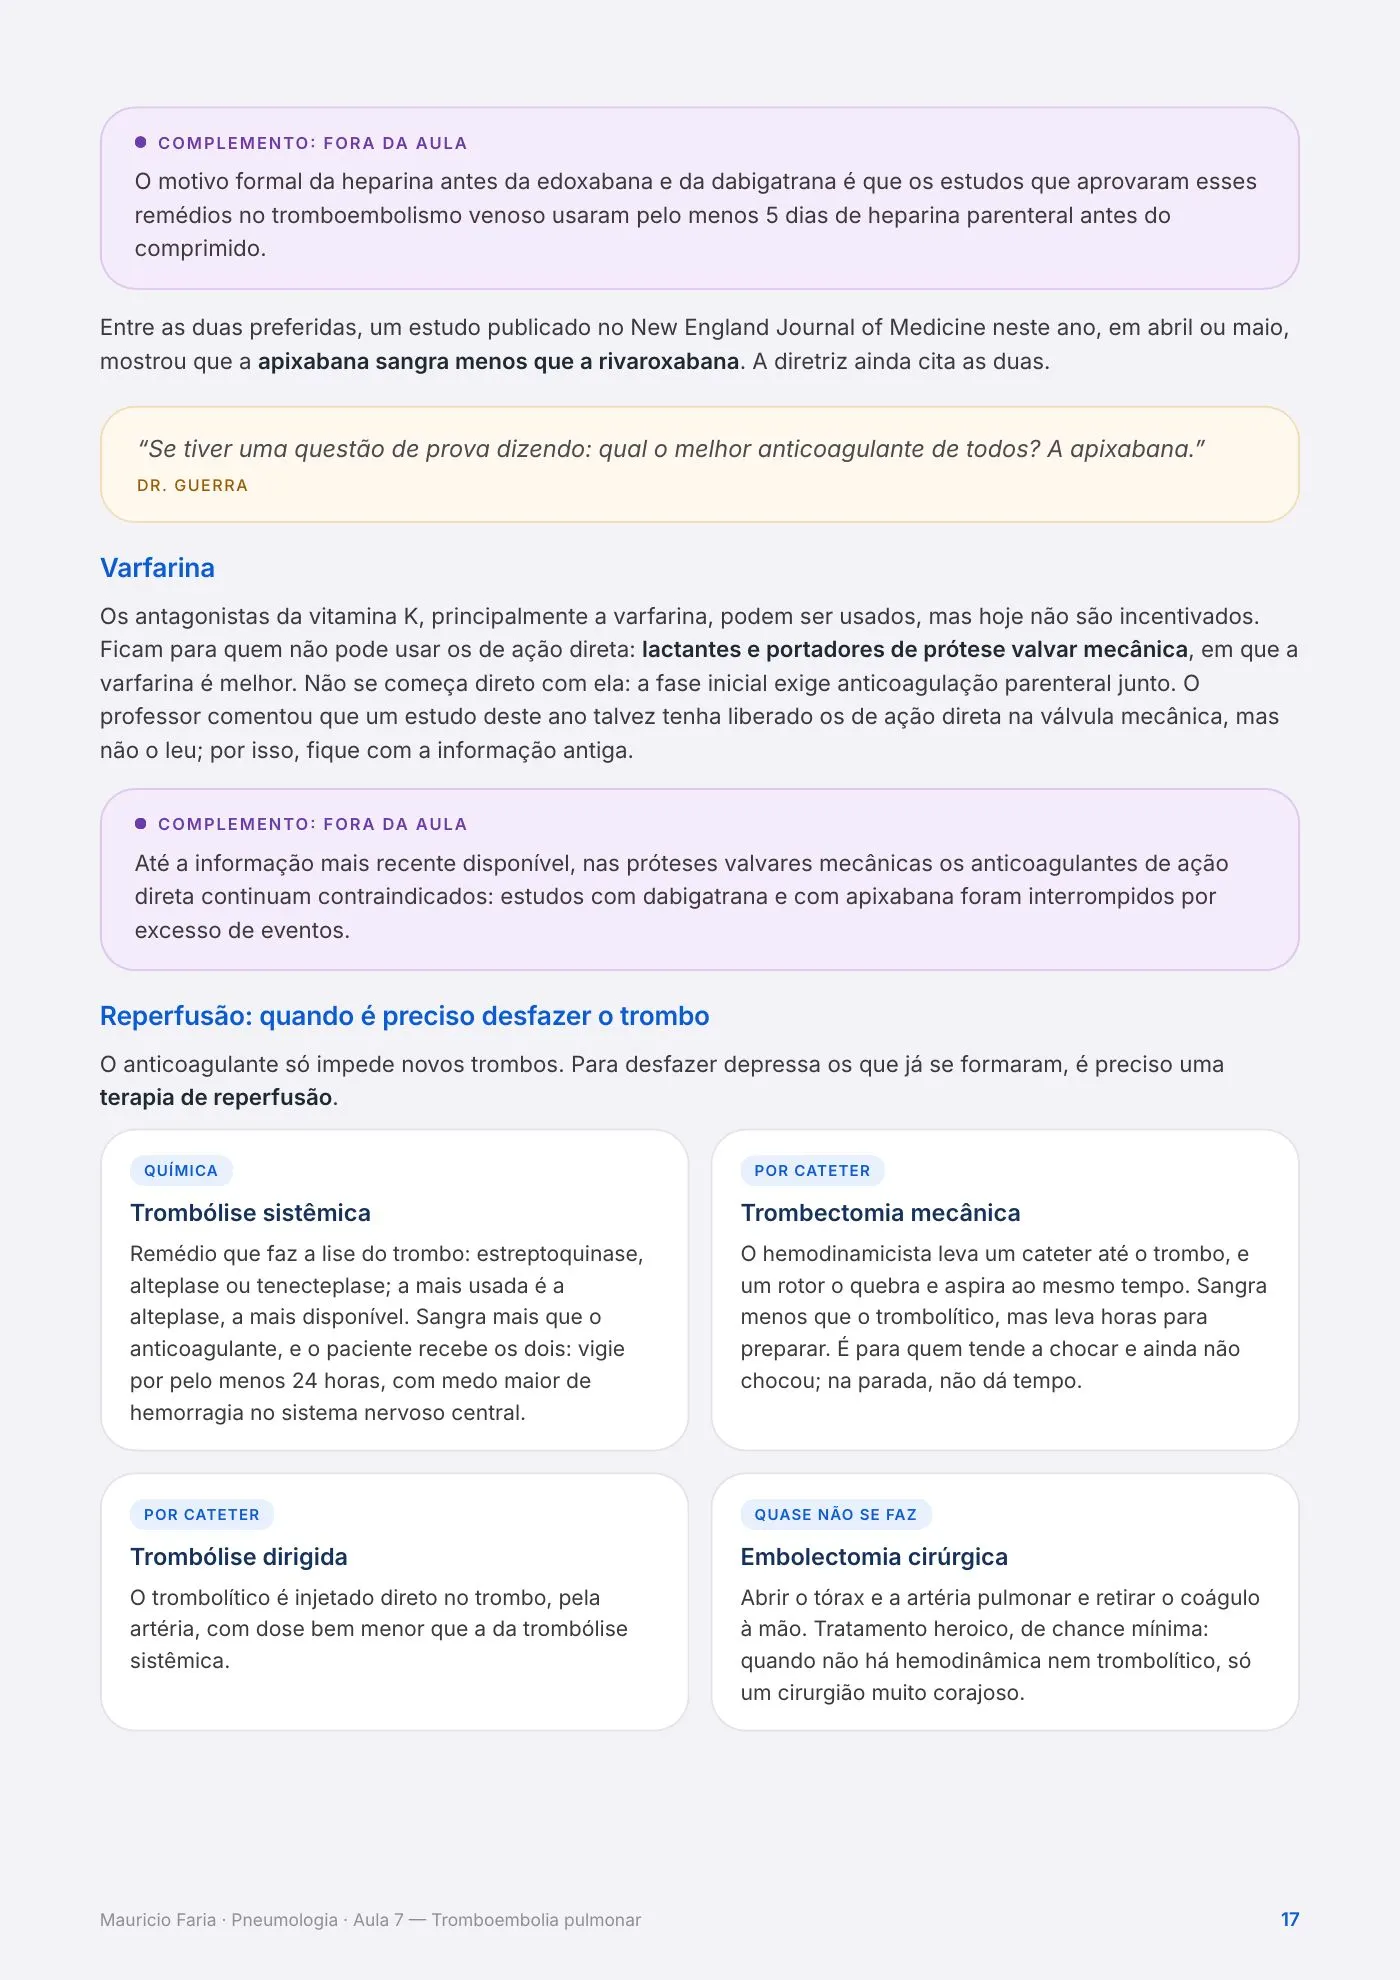 COMPLEMENTO: FORA DA AULA
O motivo formal da heparina antes da edoxabana e da dabigatrana é que os estudos que aprovaram esses
remédios no tromboembolismo venoso usaram pelo menos 5 dias de heparina parenteral antes do
comprimido.
Entre as duas preferidas, um estudo publicado no New England Journal of Medicine neste ano, em abril ou maio,
mostrou que a apixabana sangra menos que a rivaroxabana. A diretriz ainda cita as duas.
“Se tiver uma questão de prova dizendo: qual o melhor anticoagulante de todos? A apixabana.”
DR. GUERRA
Varfarina
Os antagonistas da vitamina K, principalmente a varfarina, podem ser usados, mas hoje não são incentivados.
Ficam para quem não pode usar os de ação direta: lactantes e portadores de prótese valvar mecânica, em que a
varfarina é melhor. Não se começa direto com ela: a fase inicial exige anticoagulação parenteral junto. O
professor comentou que um estudo deste ano talvez tenha liberado os de ação direta na válvula mecânica, mas
não o leu; por isso, fique com a informação antiga.
COMPLEMENTO: FORA DA AULA
Até a informação mais recente disponível, nas próteses valvares mecânicas os anticoagulantes de ação
direta continuam contraindicados: estudos com dabigatrana e com apixabana foram interrompidos por
excesso de eventos.
Reperfusão: quando é preciso desfazer o trombo
O anticoagulante só impede novos trombos. Para desfazer depressa os que já se formaram, é preciso uma
terapia de reperfusão.
QUÍMICA
Trombólise sistêmica
Remédio que faz a lise do trombo: estreptoquinase,
alteplase ou tenecteplase; a mais usada é a
alteplase, a mais disponível. Sangra mais que o
anticoagulante, e o paciente recebe os dois: vigie
por pelo menos 24 horas, com medo maior de
hemorragia no sistema nervoso central.
POR CATETER
Trombectomia mecânica
O hemodinamicista leva um cateter até o trombo, e
um rotor o quebra e aspira ao mesmo tempo. Sangra
menos que o trombolítico, mas leva horas para
preparar. É para quem tende a chocar e ainda não
chocou; na parada, não dá tempo.
POR CATETER
Trombólise dirigida
O trombolítico é injetado direto no trombo, pela
artéria, com dose bem menor que a da trombólise
sistêmica.
QUASE NÃO SE FAZ
Embolectomia cirúrgica
Abrir o tórax e a artéria pulmonar e retirar o coágulo
à mão. Tratamento heroico, de chance mínima:
quando não há hemodinâmica nem trombolítico, só
um cirurgião muito corajoso.
Mauricio Faria · Pneumologia · Aula 7 — Tromboembolia pulmonar
17